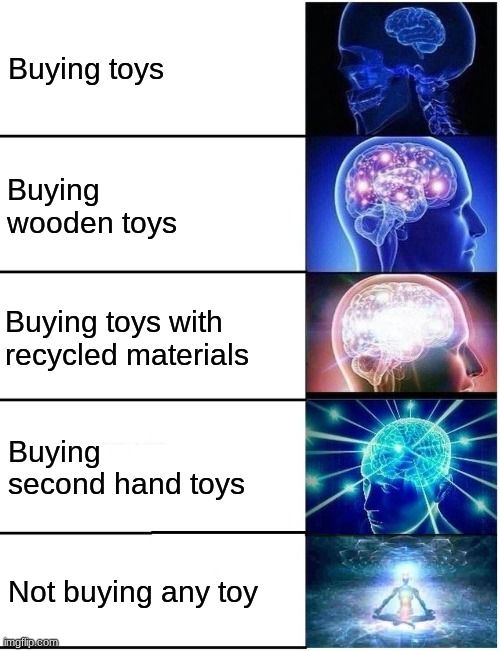 Buying toys
Buying
wooden toys
Buying toys with
recycled materials
Buying
second hand toys
Not buying any toy
imgflip.com